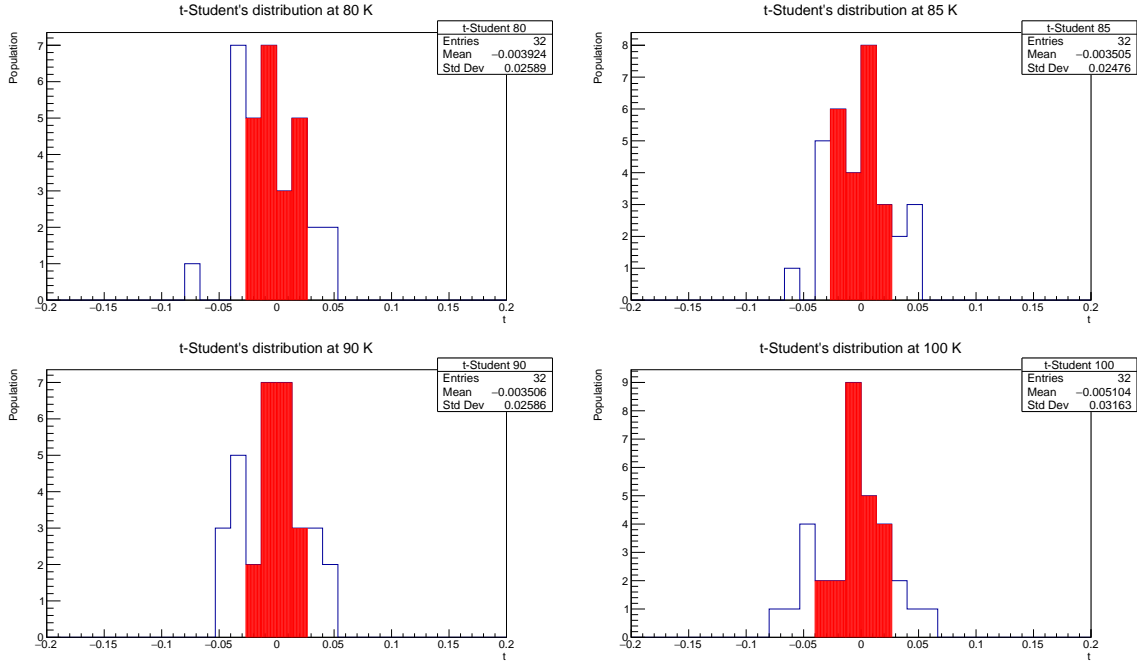 t-Student's distribution at 80 K
t-Student 80
Entries 32
Mean −0.003924
Std Dev 0.02589
Population
7
6
5
4
3
2
1
0
−0.2 −0.15 −0.1 −0.05 0 0.05 0.1 0.15 0.2
t
t-Student's distribution at 85 K
t-Student 85
Entries 32
Mean −0.003505
Std Dev 0.02476
Population
8
7
6
5
4
3
2
1
0
−0.2 −0.15 −0.1 −0.05 0 0.05 0.1 0.15 0.2
t
t-Student's distribution at 90 K
t-Student 90
Entries 32
Mean −0.003506
Std Dev 0.02586
Population
7
6
5
4
3
2
1
0
−0.2 −0.15 −0.1 −0.05 0 0.05 0.1 0.15 0.2
t
t-Student's distribution at 100 K
t-Student 100
Entries 32
Mean −0.005104
Std Dev 0.03163
Population
9
8
7
6
5
4
3
2
1
0
−0.2 −0.15 −0.1 −0.05 0 0.05 0.1 0.15 0.2
t